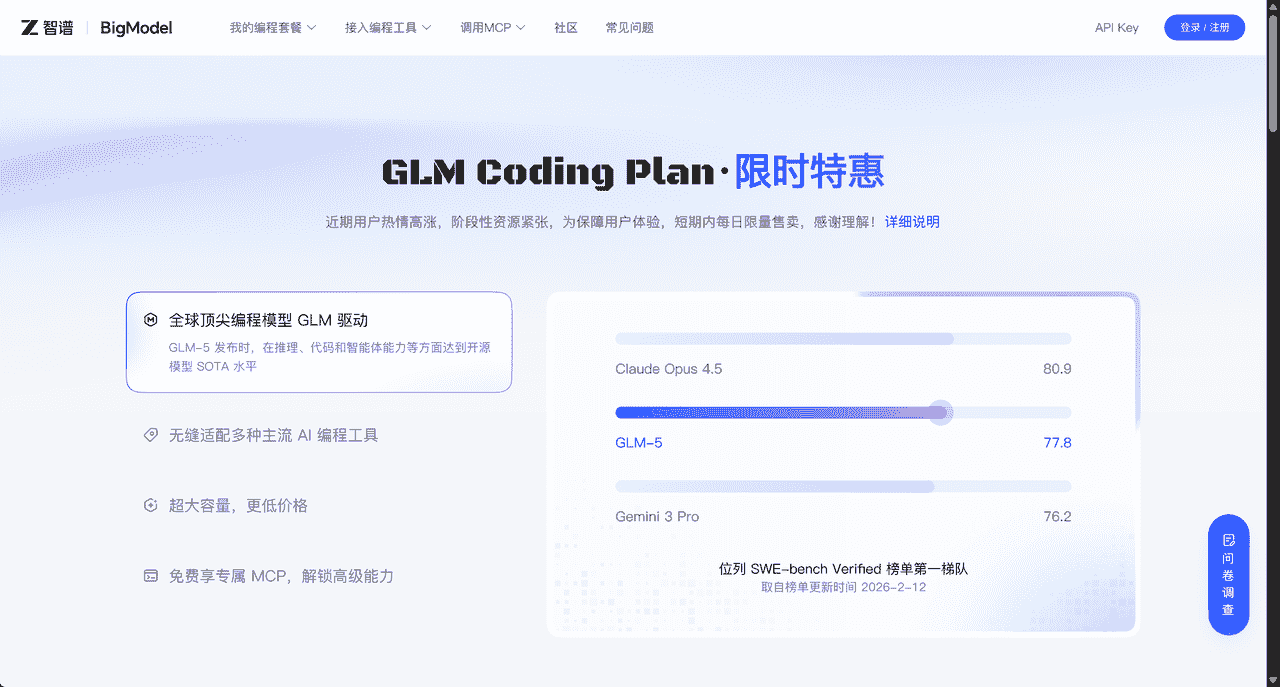 智谱 | BigModel 我的编程套餐 接入编程工具 调用MCP 社区 常见问题 API Key 登录 / 注册
GLM Coding Plan·限时特惠
近期用户热情高涨，阶段性资源紧张，为保障用户体验，短期内每日限量售卖，感谢理解！ 详细说明
全球顶尖编程模型 GLM 驱动
GLM-5 发布时，在推理、代码和智能体能力等方面达到开源
模型 SOTA 水平
无缝适配多种主流 AI 编程工具
超大容量，更低价格
免费享专属 MCP，解锁高级能力
Claude Opus 4.5 80.9
GLM-5 77.8
Gemini 3 Pro 76.2
位列 SWE-bench Verified 榜单第一梯队
取自榜单更新时间 2026-2-12
问
卷
调
查